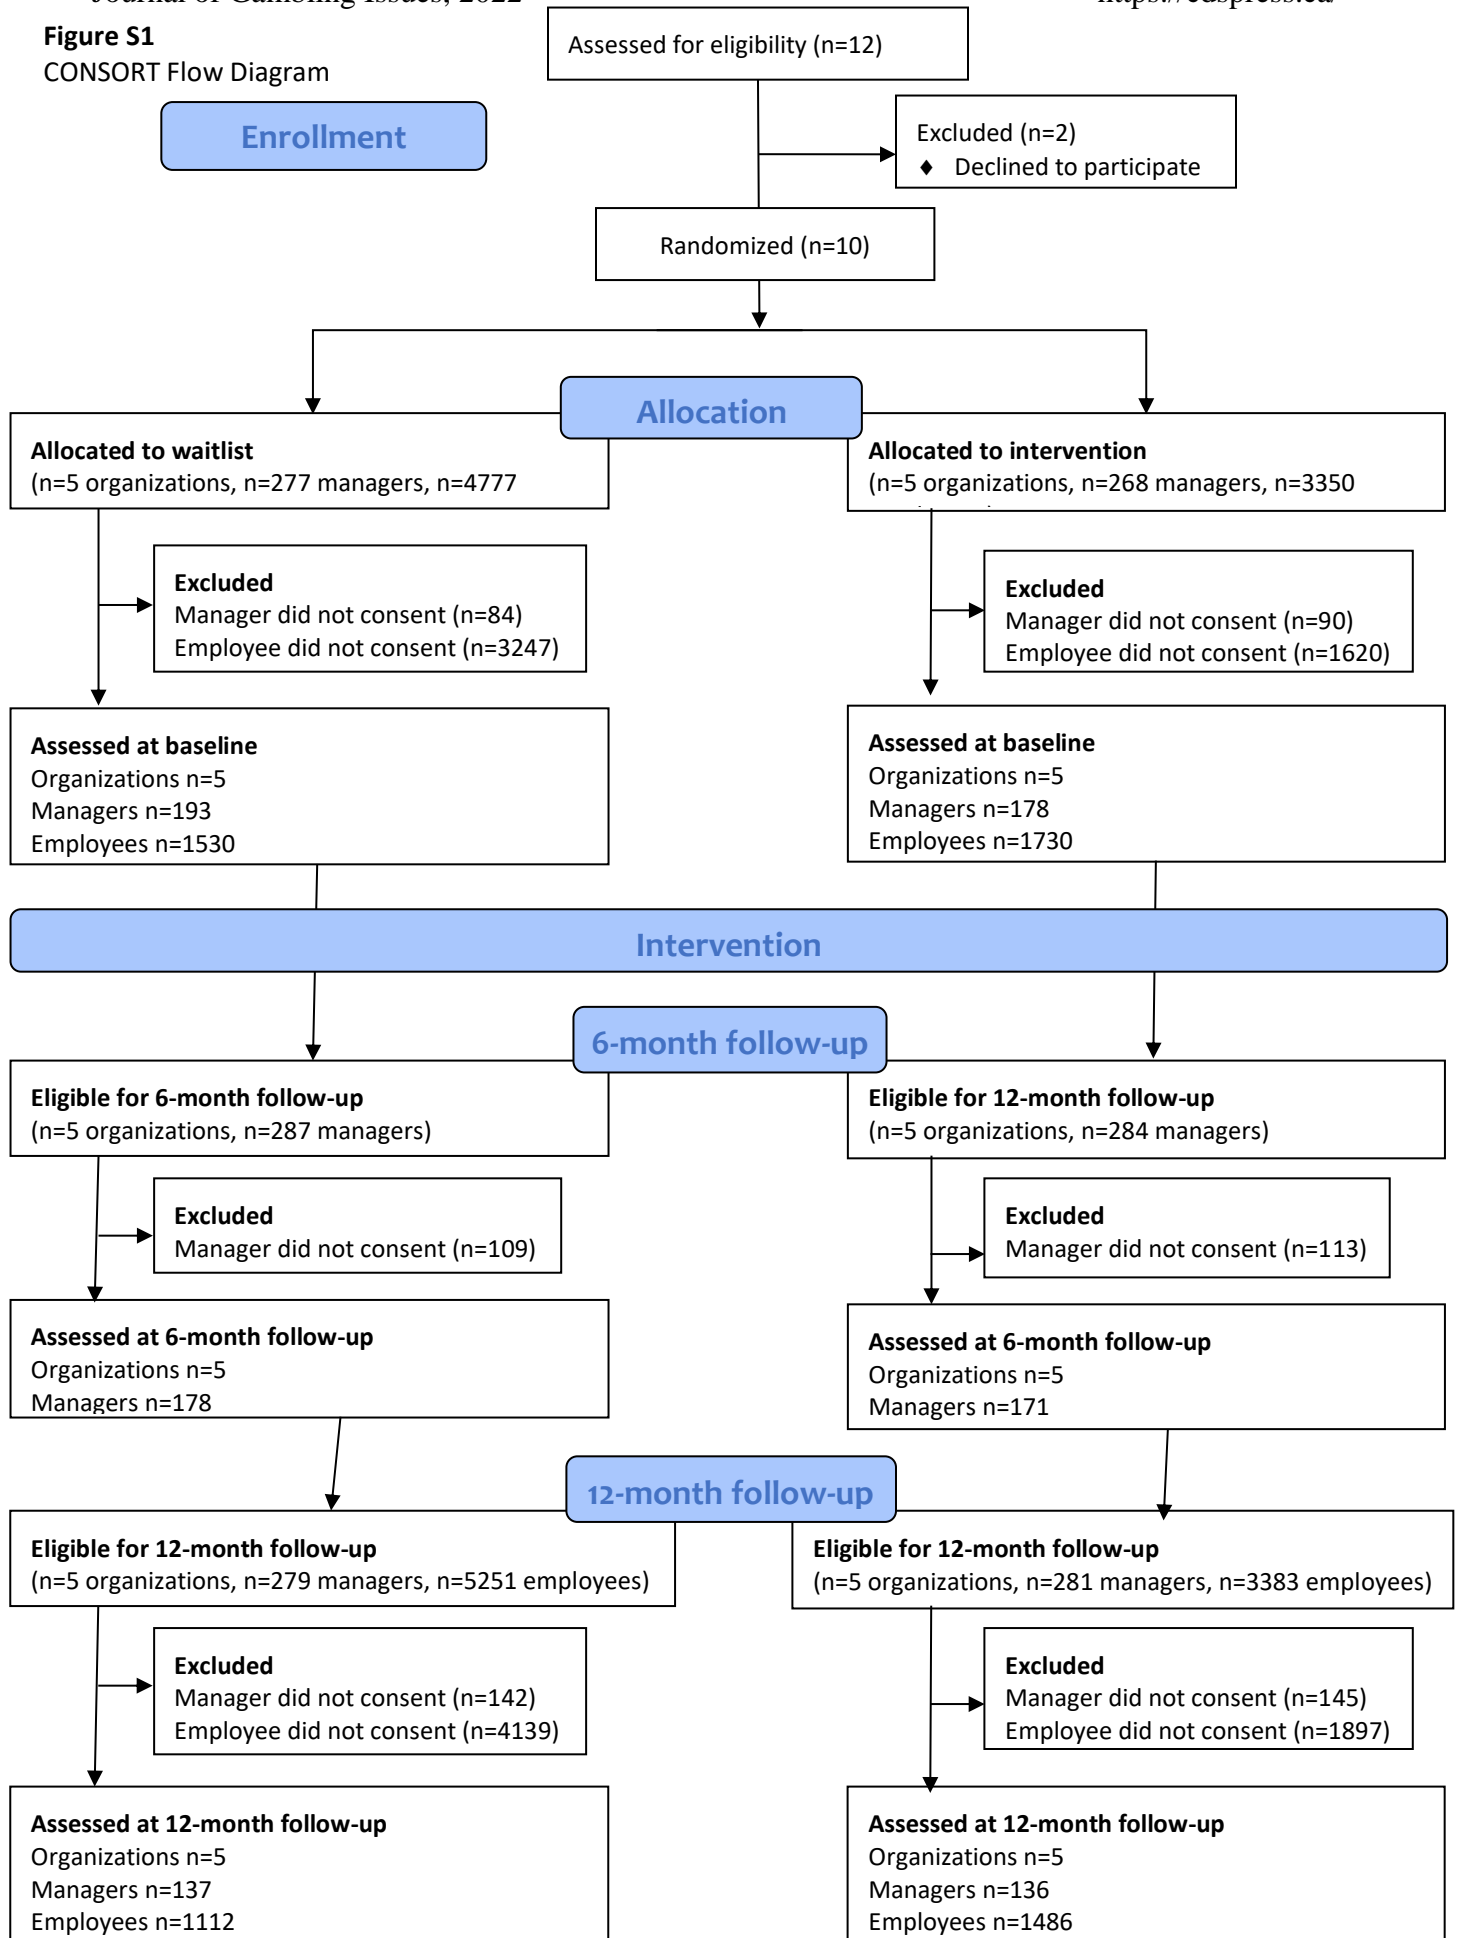 Journal of Gambling Issues, 2022
https://cdspress.ca/
Figure S1
CONSORT Flow Diagram
Assessed for eligibility (n=12)
Enrollment
Excluded (n=2)
♦ Declined to participate
Randomized (n=10)
Allocation
Allocated to waitlist
(n=5 organizations, n=277 managers, n=4777
Allocated to intervention
(n=5 organizations, n=268 managers, n=3350
Excluded
Manager did not consent (n=84)
Employee did not consent (n=3247)
Excluded
Manager did not consent (n=90)
Employee did not consent (n=1620)
Assessed at baseline
Organizations n=5
Managers n=193
Employees n=1530
Assessed at baseline
Organizations n=5
Managers n=178
Employees n=1730
Intervention
6-month follow-up
Eligible for 6-month follow-up
(n=5 organizations, n=287 managers)
Eligible for 12-month follow-up
(n=5 organizations, n=284 managers)
Excluded
Manager did not consent (n=109)
Excluded
Manager did not consent (n=113)
Assessed at 6-month follow-up
Organizations n=5
Managers n=178
Assessed at 6-month follow-up
Organizations n=5
Managers n=171
12-month follow-up
Eligible for 12-month follow-up
(n=5 organizations, n=279 managers, n=5251 employees)
Eligible for 12-month follow-up
(n=5 organizations, n=281 managers, n=3383 employees)
Excluded
Manager did not consent (n=142)
Employee did not consent (n=4139)
Excluded
Manager did not consent (n=145)
Employee did not consent (n=1897)
Assessed at 12-month follow-up
Organizations n=5
Managers n=137
Employees n=1112
Assessed at 12-month follow-up
Organizations n=5
Managers n=136
Employees n=1486